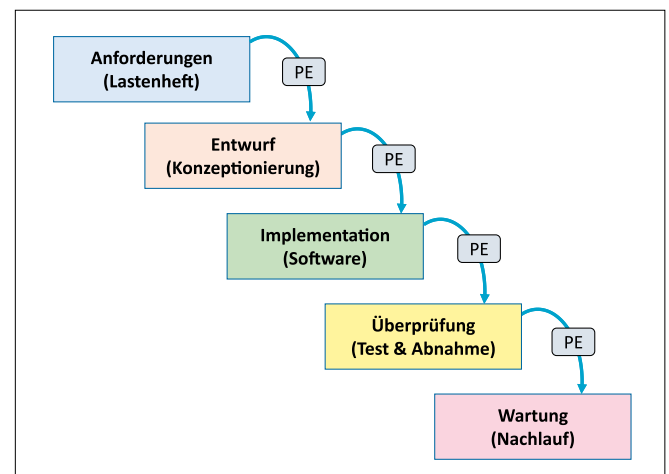 Anforderungen
(Lastenheft)
PE
Entwurf
(Konzeptionierung)
PE
Implementation
(Software)
PE
Überprüfung
(Test & Abnahme)
PE
Wartung
(Nachlauf)